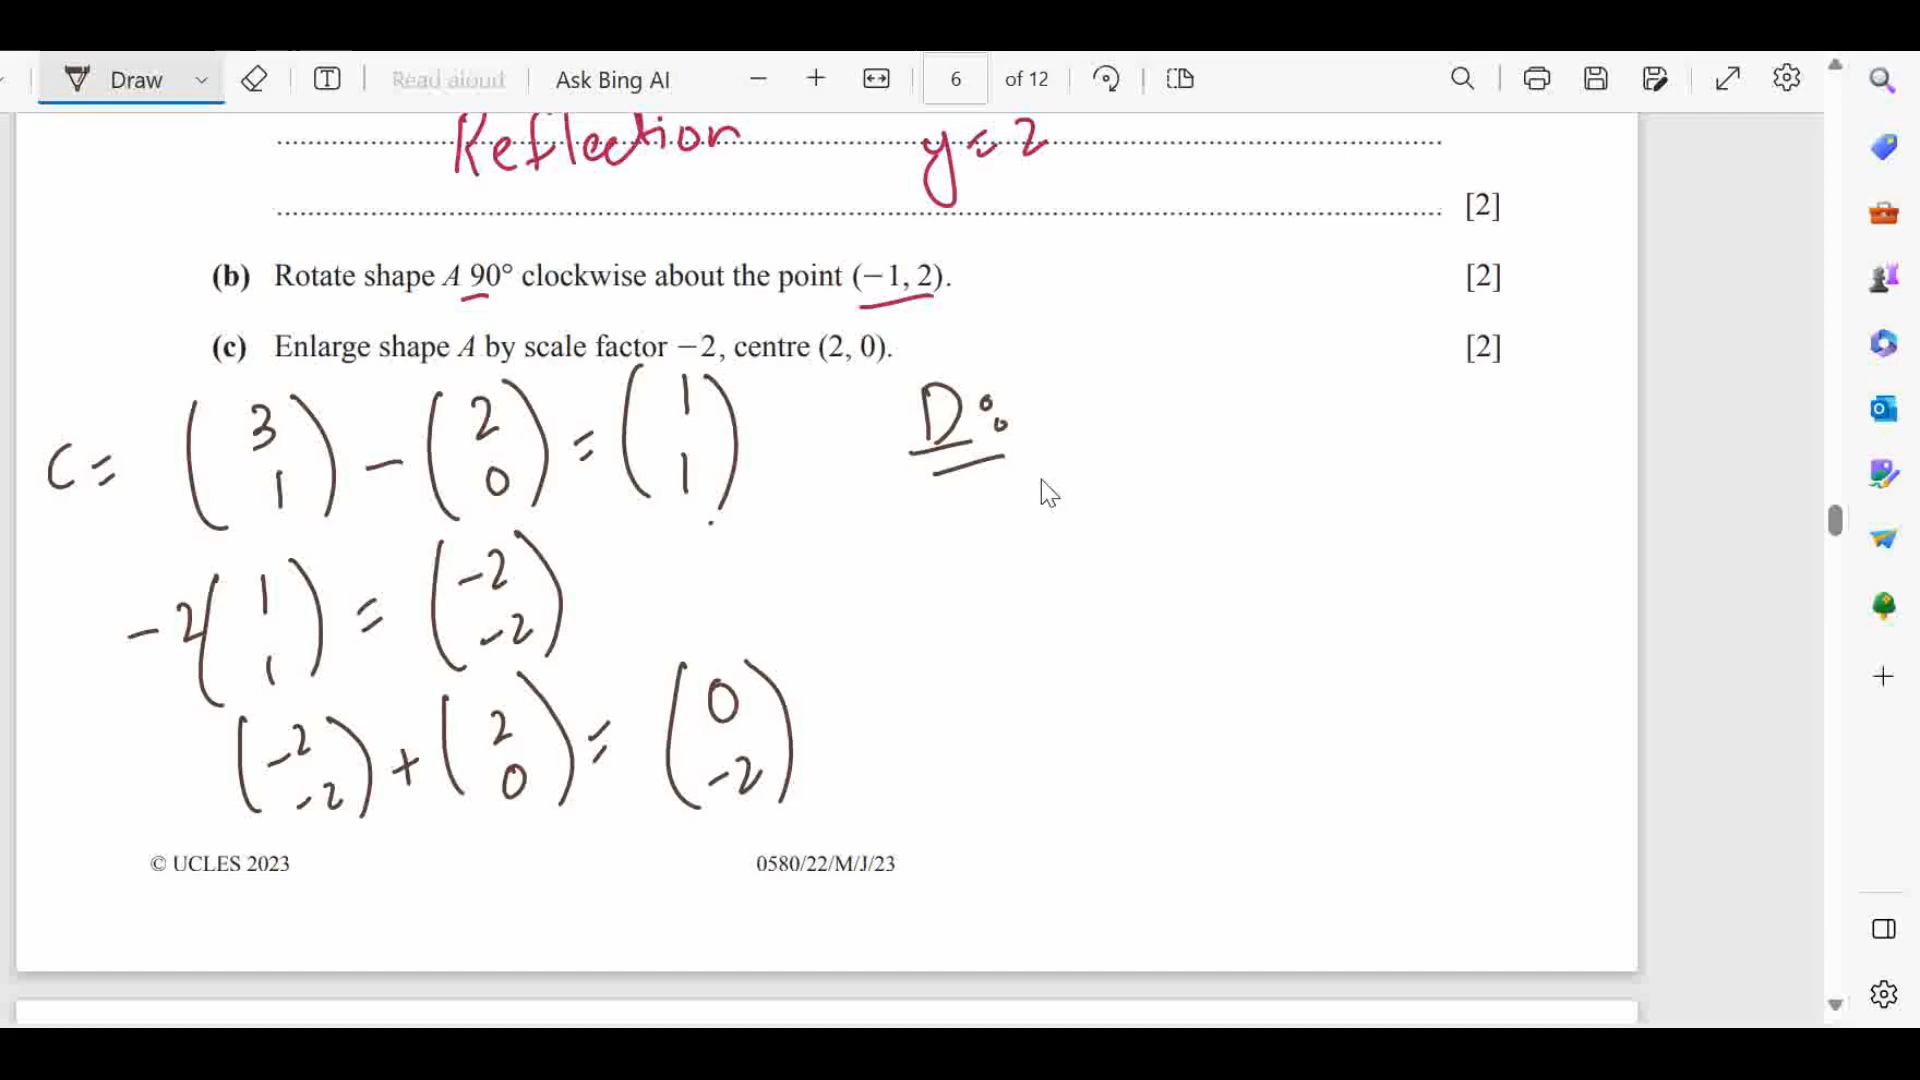 Draw
Read aloud
Ask Bing AI
6 of 12
Reflection y = 2
[2]
(b) Rotate shape A 90° clockwise about the point (−1, 2). [2]
(c) Enlarge shape A by scale factor −2, centre (2, 0). [2]
C = (3 1) − (2 0) = (1 1)
D:
−2(1 1) = (−2 −2)
(−2 −2) + (2 0) = (0 −2)
© UCLES 2023 0580/22/M/J/23